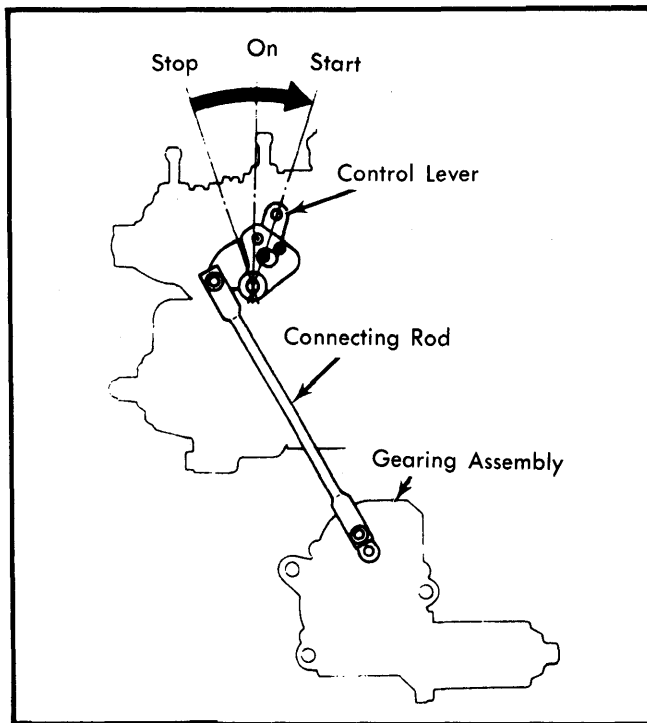 On
Stop
Start
Control Lever
Connecting Rod
Gearing Assembly